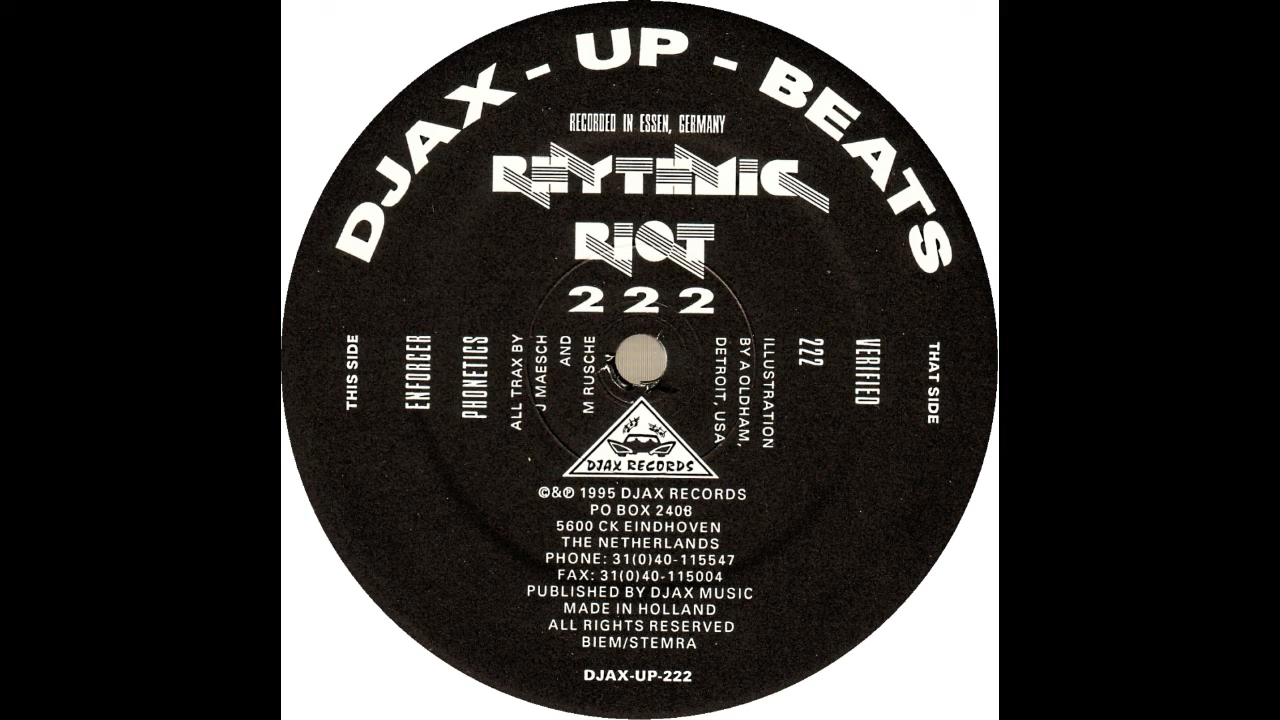 DJAX - UP - BEATS
RECORDED IN ESSEN, GERMANY
RHYTHMIC
RIOT
222
THIS SIDE
ENFORCER
PHONETICS
ALL TRAX BY
J MAESCH
AND
M RUSCHE
DETROIT, USA
BY A OLDHAM,
ILLUSTRATION
222
VERIFIED
THAT SIDE
DJAX RECORDS
©&℗ 1995 DJAX RECORDS
PO BOX 2408
5600 CK EINDHOVEN
THE NETHERLANDS
PHONE: 31(0)40-115547
FAX: 31(0)40-115004
PUBLISHED BY DJAX MUSIC
MADE IN HOLLAND
ALL RIGHTS RESERVED
BIEM/STEMRA
DJAX-UP-222